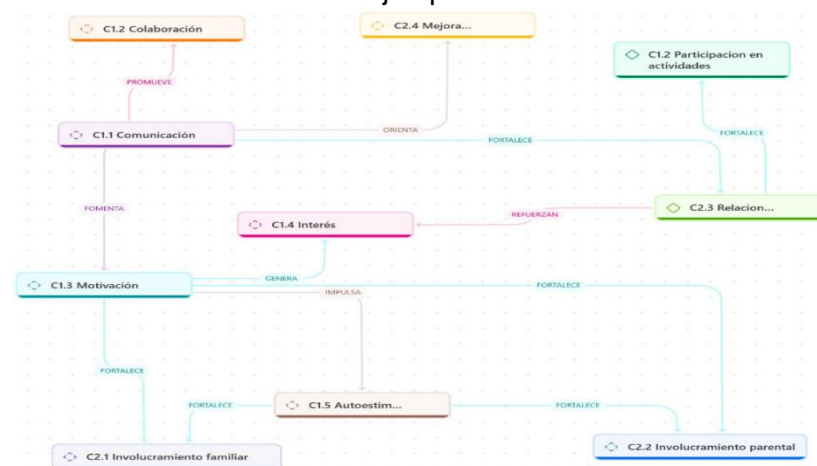 C1.2 Colaboración
C2.4 Mejora...
C1.2 Participacion en
actividades
PROMUEVE
C1.1 Comunicación
ORIENTA
FORTALECE
FORTALECE
FOMENTA
C1.4 Interés
REFUERZAN
C2.3 Relacion...
C1.3 Motivación
GENERA
IMPULSA
FORTALECE
FORTALECE
FORTALECE
C1.5 Autoestim...
FORTALECE
C2.1 Involucramiento familiar
C2.2 Involucramiento parental